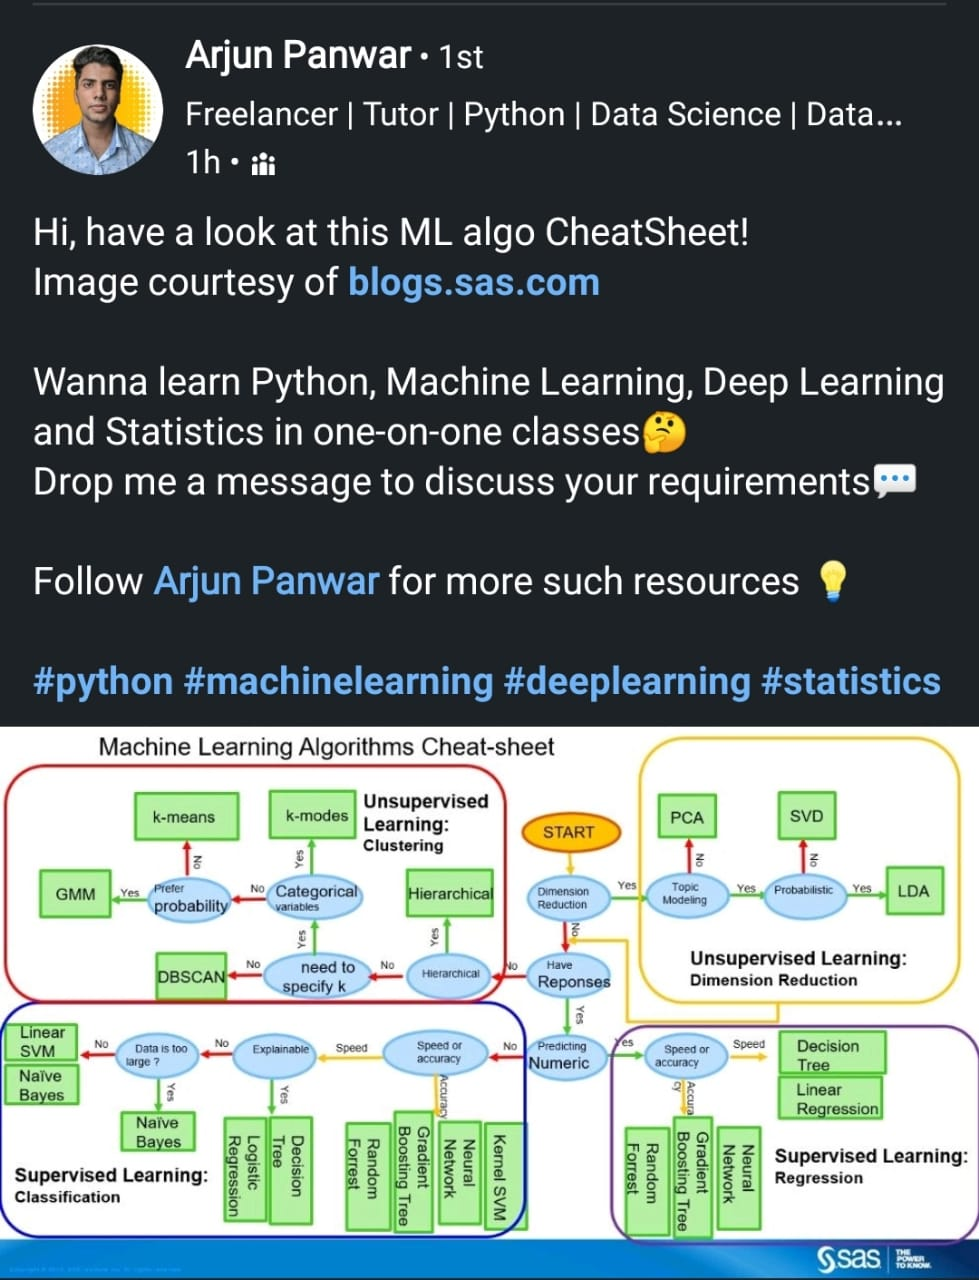 Arjun Panwar • 1st
Freelancer | Tutor | Python | Data Science | Data...
1h •
Hi, have a look at this ML algo CheatSheet!
Image courtesy of blogs.sas.com
Wanna learn Python, Machine Learning, Deep Learning
and Statistics in one-on-one classes🤔
Drop me a message to discuss your requirements💬
Follow Arjun Panwar for more such resources 💡
#python #machinelearning #deeplearning #statistics
Machine Learning Algorithms Cheat-sheet
Unsupervised
Learning:
Clustering
k-means
k-modes
No
Yes
GMM
Yes
Prefer
probability
No
Categorical
variables
Hierarchical
Yes
Yes
DBSCAN
No
need to
specify k
No
Hierarchical
No
START
Dimension
Reduction
Yes
No
Have
Reponses
Yes
Predicting
Numeric
PCA
SVD
No
No
Topic
Modeling
Yes
Probabilistic
Yes
LDA
Unsupervised Learning:
Dimension Reduction
Linear
SVM
Naïve
Bayes
No
Data is too
large ?
No
Explainable
Speed
Speed or
accuracy
No
Yes
Yes
Accuracy
Naïve
Bayes
Logistic
Regression
Decision
Tree
Random
Forrest
Gradient
Boosting Tree
Neural
Network
Kernel SVM
Supervised Learning:
Classification
Yes
Speed or
accuracy
Speed
Accura
cy
Decision
Tree
Linear
Regression
Random
Forrest
Gradient
Boosting Tree
Neural
Network
Supervised Learning:
Regression
sas
THE
POWER
TO KNOW.